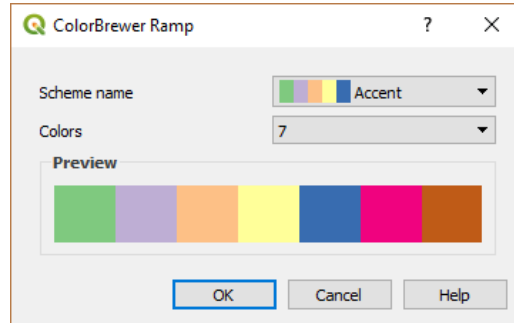 ColorBrewer Ramp ?
Scheme name Accent
Colors 7
Preview
OK Cancel Help